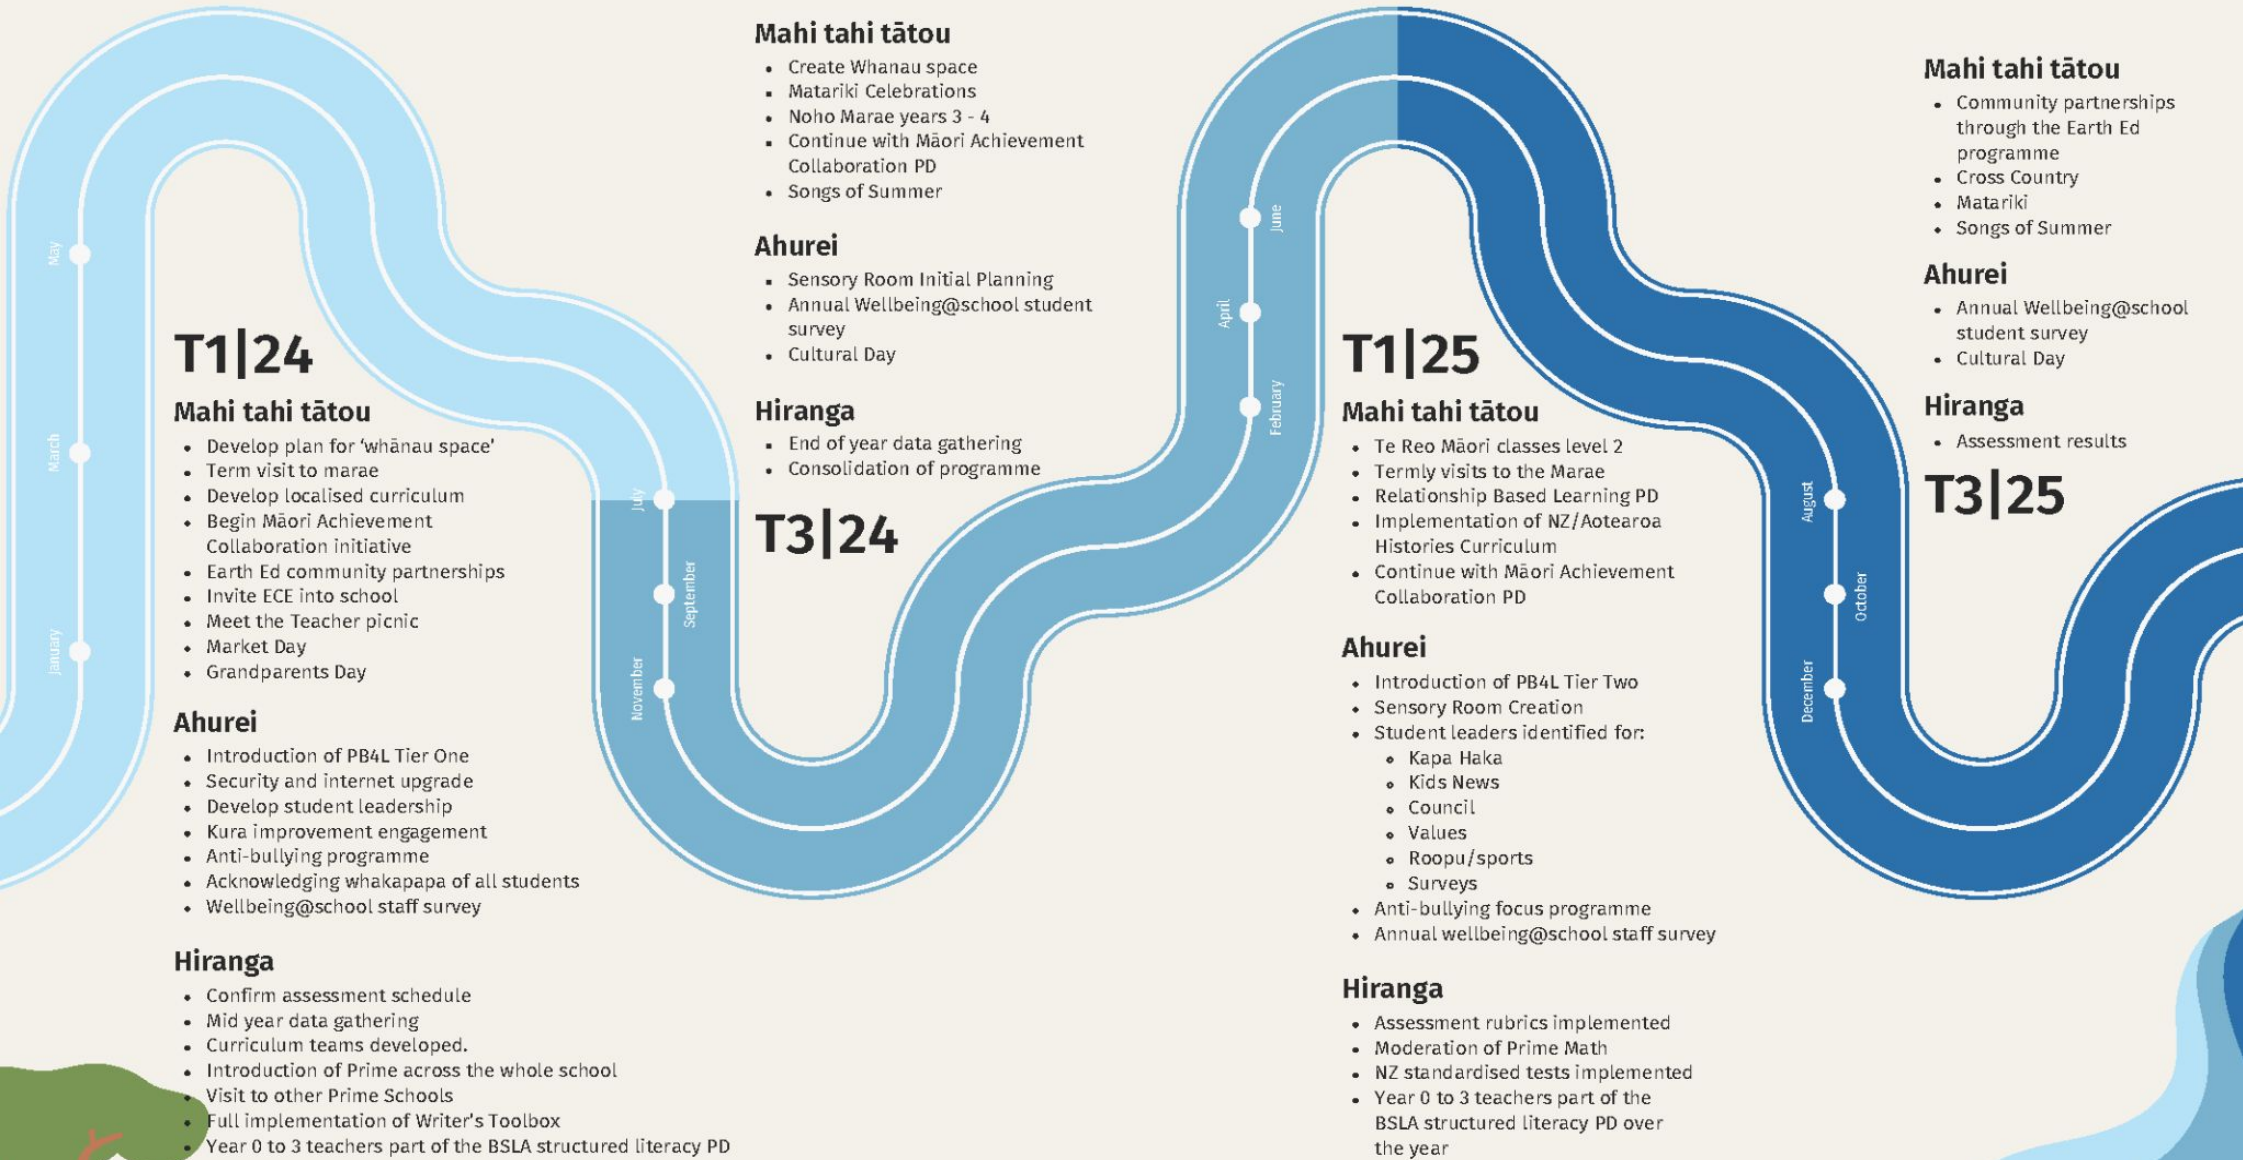 May
March
January
T1|24
Mahi tahi tātou
• Develop plan for 'whānau space'
• Term visit to marae
• Develop localised curriculum
• Begin Māori Achievement
Collaboration initiative
• Earth Ed community partnerships
• Invite ECE into school
• Meet the Teacher picnic
• Market Day
• Grandparents Day
Ahurei
• Introduction of PB4L Tier One
• Security and internet upgrade
• Develop student leadership
• Kura improvement engagement
• Anti-bullying programme
• Acknowledging whakapapa of all students
• Wellbeing@school staff survey
Hiranga
• Confirm assessment schedule
• Mid year data gathering
• Curriculum teams developed.
• Introduction of Prime across the whole school
• Visit to other Prime Schools
• Full implementation of Writer's Toolbox
• Year 0 to 3 teachers part of the BSLA structured literacy PD
July
September
November
Mahi tahi tātou
• Create Whanau space
• Matariki Celebrations
• Noho Marae years 3 - 4
• Continue with Māori Achievement
Collaboration PD
• Songs of Summer
Ahurei
• Sensory Room Initial Planning
• Annual Wellbeing@school student
survey
• Cultural Day
Hiranga
• End of year data gathering
• Consolidation of programme
T3|24
June
April
February
T1|25
Mahi tahi tātou
• Te Reo Māori classes level 2
• Termly visits to the Marae
• Relationship Based Learning PD
• Implementation of NZ/Aotearoa
Histories Curriculum
• Continue with Māori Achievement
Collaboration PD
Ahurei
• Introduction of PB4L Tier Two
• Sensory Room Creation
• Student leaders identified for:
• Kapa Haka
• Kids News
• Council
• Values
• Roopu/sports
• Surveys
• Anti-bullying focus programme
• Annual wellbeing@school staff survey
Hiranga
• Assessment rubrics implemented
• Moderation of Prime Math
• NZ standardised tests implemented
• Year 0 to 3 teachers part of the
BSLA structured literacy PD over
the year
August
October
December
Mahi tahi tātou
• Community partnerships
through the Earth Ed
programme
• Cross Country
• Matariki
• Songs of Summer
Ahurei
• Annual Wellbeing@school
student survey
• Cultural Day
Hiranga
• Assessment results
T3|25